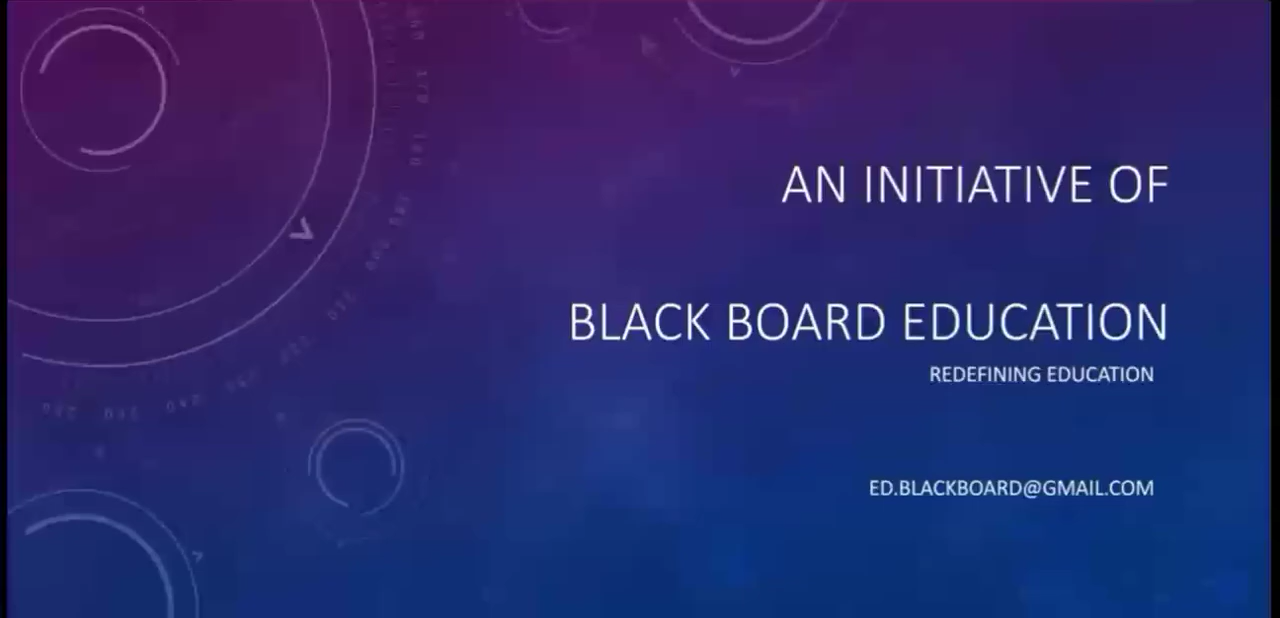 AN INITIATIVE OF
BLACK BOARD EDUCATION
REDEFINING EDUCATION
ED.BLACKBOARD@GMAIL.COM